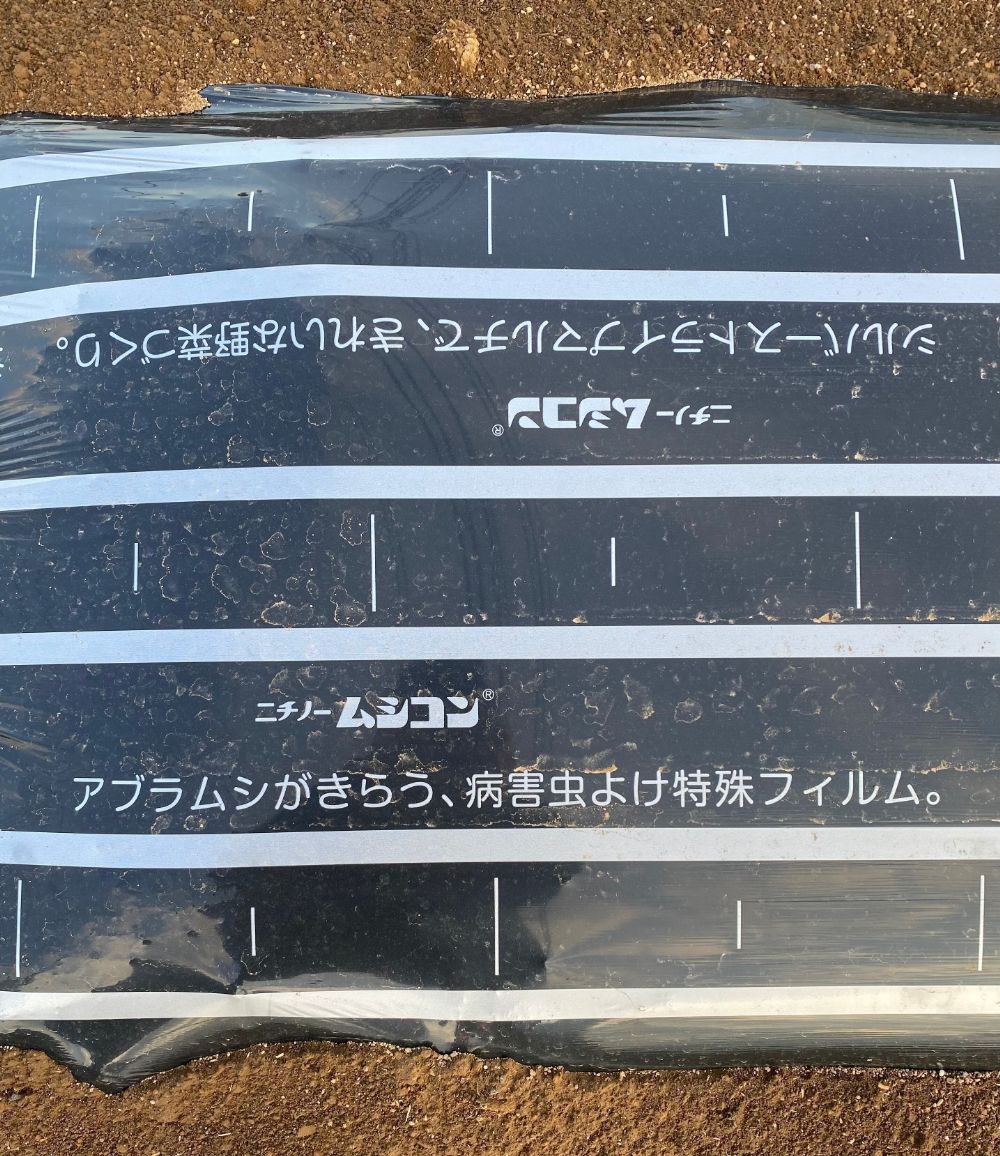 シルバーストライプマルチで、きれいな野菜づくり。
ニチノームシコン®
ニチノームシコン®
アブラムシがきらう、病害虫よけ特殊フィルム。